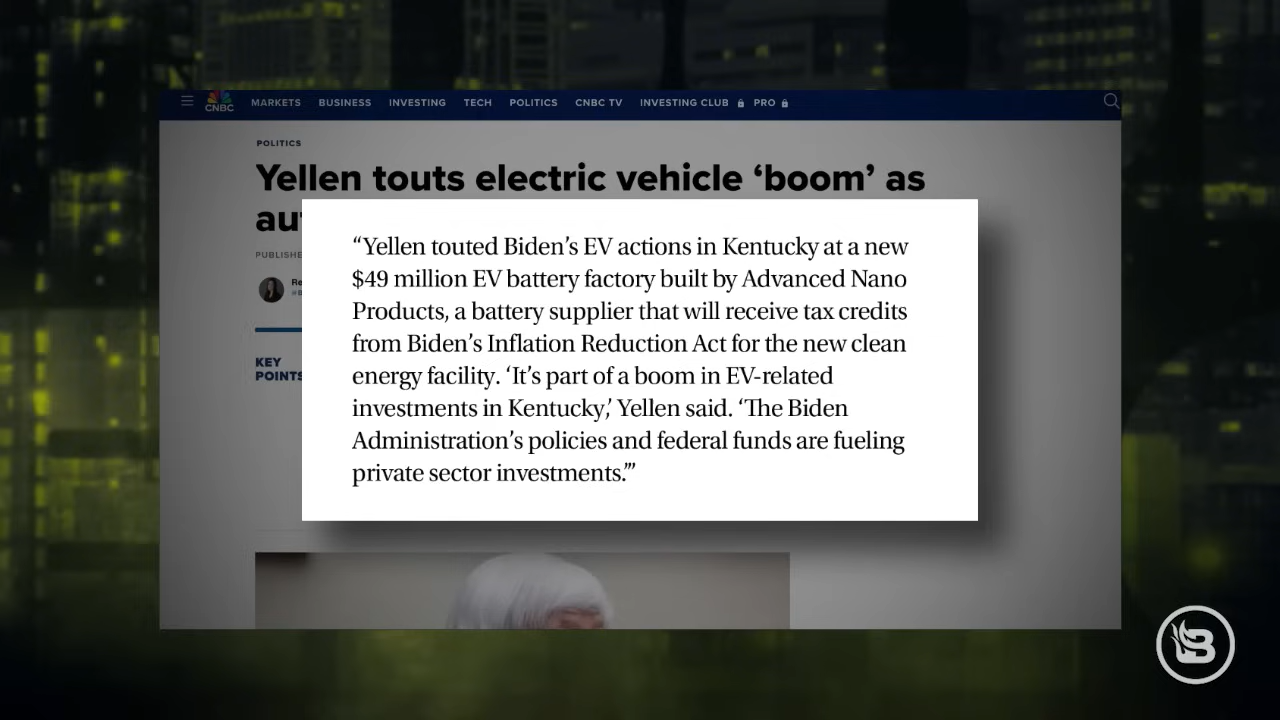 CNBC
MARKETS BUSINESS INVESTING TECH POLITICS CNBC TV INVESTING CLUB PRO
POLITICS
Yellen touts electric vehicle ‘boom’ as
“Yellen touted Biden’s EV actions in Kentucky at a new
$49 million EV battery factory built by Advanced Nano
Products, a battery supplier that will receive tax credits
from Biden’s Inflation Reduction Act for the new clean
energy facility. ‘It’s part of a boom in EV-related
investments in Kentucky,’ Yellen said. ‘The Biden
Administration’s policies and federal funds are fueling
private sector investments.’”
KEY
POINTS
B